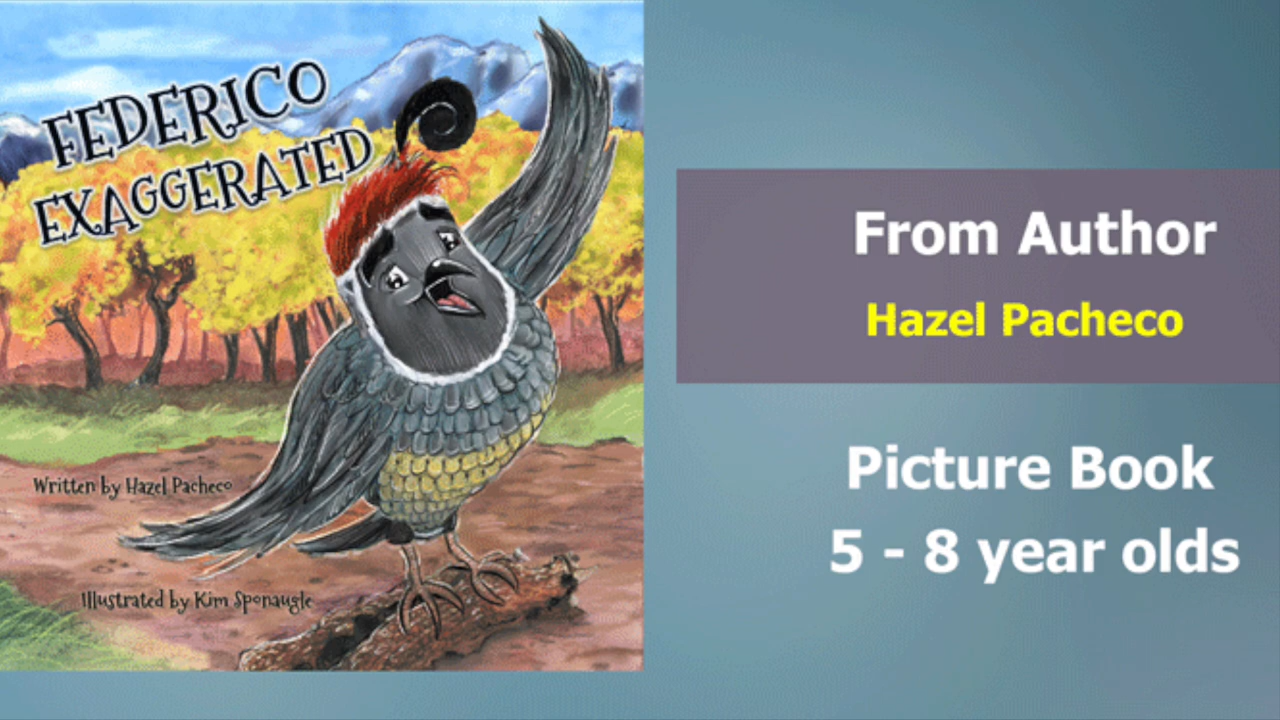 FEDERICO
EXAGGERATED
Written by Hazel Pacheco
Illustrated by Kim Sponaugle
From Author
Hazel Pacheco
Picture Book
5 - 8 year olds